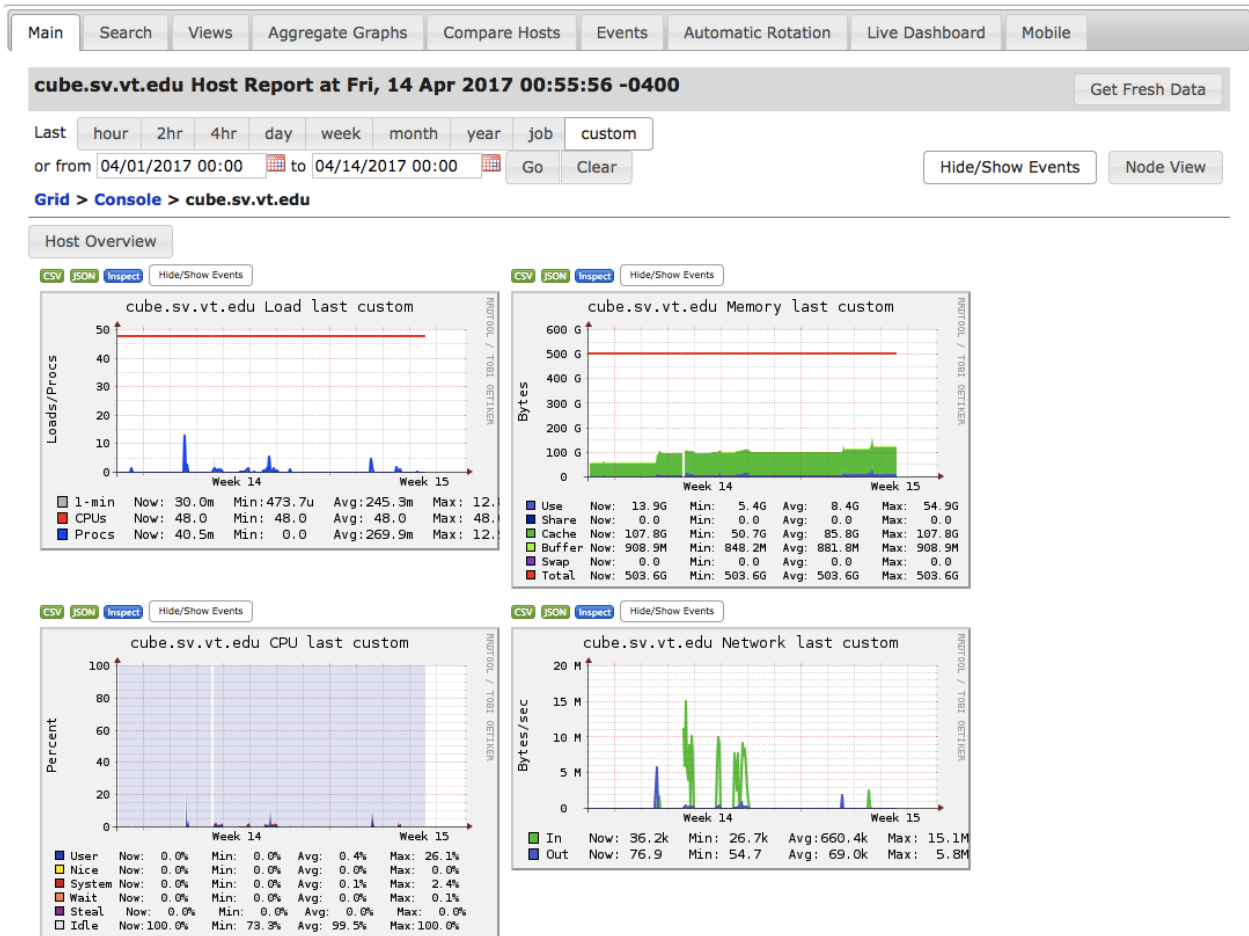 Main Search Views Aggregate Graphs Compare Hosts Events Automatic Rotation Live Dashboard Mobile
cube.sv.vt.edu Host Report at Fri, 14 Apr 2017 00:55:56 -0400 Get Fresh Data
Last hour 2hr 4hr day week month year job custom
or from 04/01/2017 00:00 to 04/14/2017 00:00 Go Clear Hide/Show Events Node View
Grid > Console > cube.sv.vt.edu
Host Overview
CSV JSON Inspect Hide/Show Events
cube.sv.vt.edu Load last custom
RRDTOOL / TOBI OETIKER
Loads/Procs
50
40
30
20
10
0
Week 14 Week 15
1-min Now: 30.0m Min:473.7u Avg:245.3m Max: 12.8
CPUs Now: 48.0 Min: 48.0 Avg: 48.0 Max: 48.
Procs Now: 40.5m Min: 0.0 Avg:269.9m Max: 12.
CSV JSON Inspect Hide/Show Events
cube.sv.vt.edu Memory last custom
RRDTOOL / TOBI OETIKER
Bytes
600 G
500 G
400 G
300 G
200 G
100 G
0
Week 14 Week 15
Use Now: 13.9G Min: 5.4G Avg: 8.4G Max: 54.9G
Share Now: 0.0 Min: 0.0 Avg: 0.0 Max: 0.0
Cache Now: 107.8G Min: 50.7G Avg: 85.8G Max: 107.8G
Buffer Now: 908.9M Min: 848.2M Avg: 881.8M Max: 908.9M
Swap Now: 0.0 Min: 0.0 Avg: 0.0 Max: 0.0
Total Now: 503.6G Min: 503.6G Avg: 503.6G Max: 503.6G
CSV JSON Inspect Hide/Show Events
cube.sv.vt.edu CPU last custom
RRDTOOL / TOBI OETIKER
Percent
100
80
60
40
20
0
Week 14 Week 15
User Now: 0.0% Min: 0.0% Avg: 0.4% Max: 26.1%
Nice Now: 0.0% Min: 0.0% Avg: 0.0% Max: 0.0%
System Now: 0.0% Min: 0.0% Avg: 0.1% Max: 2.4%
Wait Now: 0.0% Min: 0.0% Avg: 0.0% Max: 0.1%
Steal Now: 0.0% Min: 0.0% Avg: 0.0% Max: 0.0%
Idle Now:100.0% Min: 73.3% Avg: 99.5% Max:100.0%
CSV JSON Inspect Hide/Show Events
cube.sv.vt.edu Network last custom
RRDTOOL / TOBI OETIKER
Bytes/sec
20 M
15 M
10 M
5 M
0
Week 14 Week 15
In Now: 36.2k Min: 26.7k Avg:660.4k Max: 15.1M
Out Now: 76.9 Min: 54.7 Avg: 69.0k Max: 5.8M